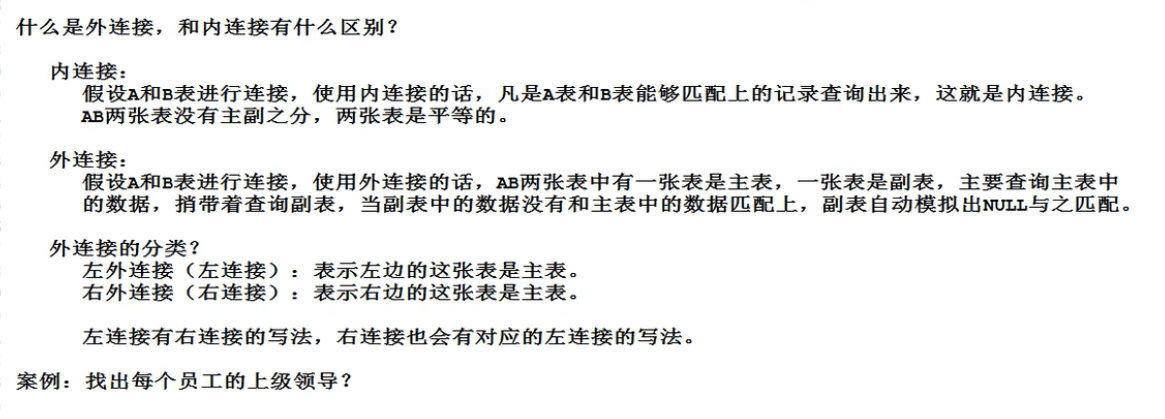 什么是外连接，和内连接有什么区别？
内连接：
假设A和B表进行连接，使用内连接的话，凡是A表和B表能够匹配上的记录查询出来，这就是内连接。
AB两张表没有主副之分，两张表是平等的。
外连接：
假设A和B表进行连接，使用外连接的话，AB两张表中有一张表是主表，一张表是副表，主要查询主表中
的数据，捎带着查询副表，当副表中的数据没有和主表中的数据匹配上，副表自动模拟出NULL与之匹配。
外连接的分类？
左外连接（左连接）：表示左边的这张表是主表。
右外连接（右连接）：表示右边的这张表是主表。
左连接有右连接的写法，右连接也会有对应的左连接的写法。
案例：找出每个员工的上级领导？